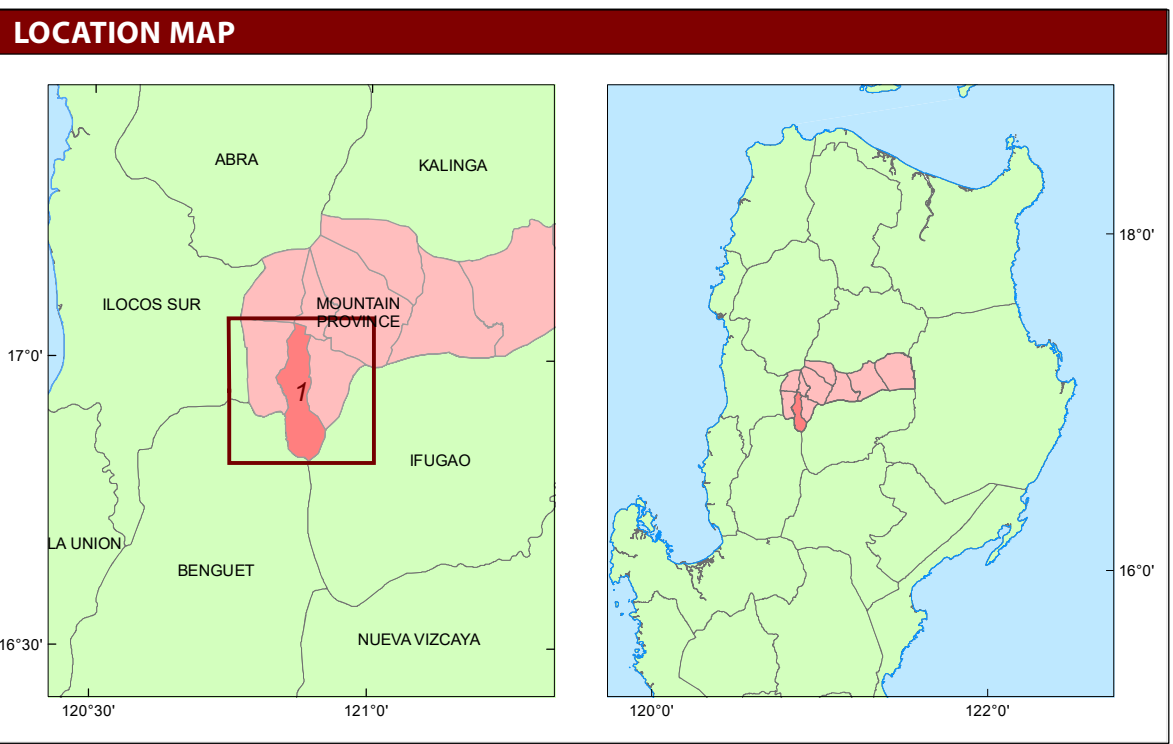 LOCATION MAP
ABRA
KALINGA
ILOCOS SUR
MOUNTAIN
PROVINCE
17°0'
1
IFUGAO
LA UNION
BENGUET
NUEVA VIZCAYA
16°30'
120°30'
121°0'
18°0'
16°0'
120°0'
122°0'